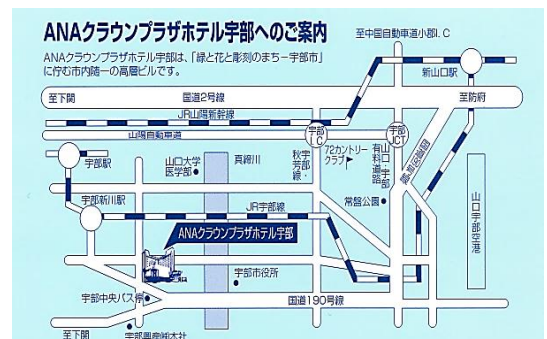 ANAクラウンプラザホテル宇部へのご案内
ANAクラウンプラザホテル宇部は、「緑と花と彫刻のまち－宇部市」
に佇む市内随一の高層ビルです。
至中国自動車道小郡I.C
新山口駅
至下関
国道2号線
至防府
JR山陽新幹線
山陽自動車道
宇部
I.C
宇部
JCT
宇部駅
山口大学
医学部
真締川
72カントリー
クラブ
山口・宇部
有料道路
宇部新川駅
JR宇部線
常盤公園
山口宇部空港
ANAクラウンプラザホテル宇部
宇部市役所
宇部中央バス停
国道190号線
至下関
宇部興産㈱本社